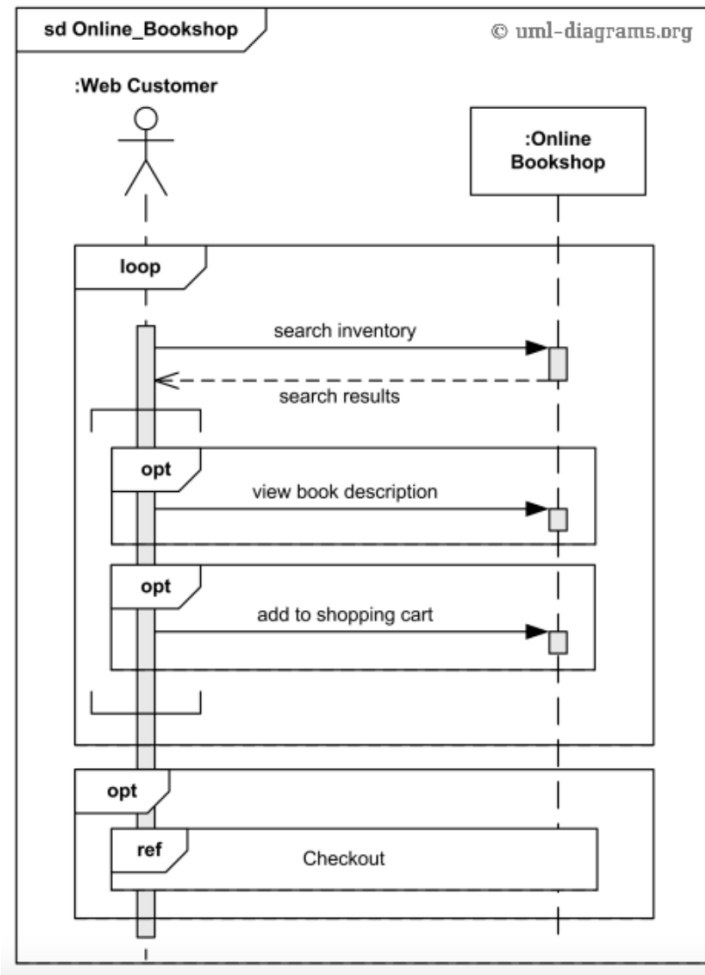 sd Online_Bookshop
© uml-diagrams.org
:Web Customer
:Online
Bookshop
loop
search inventory
search results
opt
view book description
opt
add to shopping cart
opt
ref
Checkout